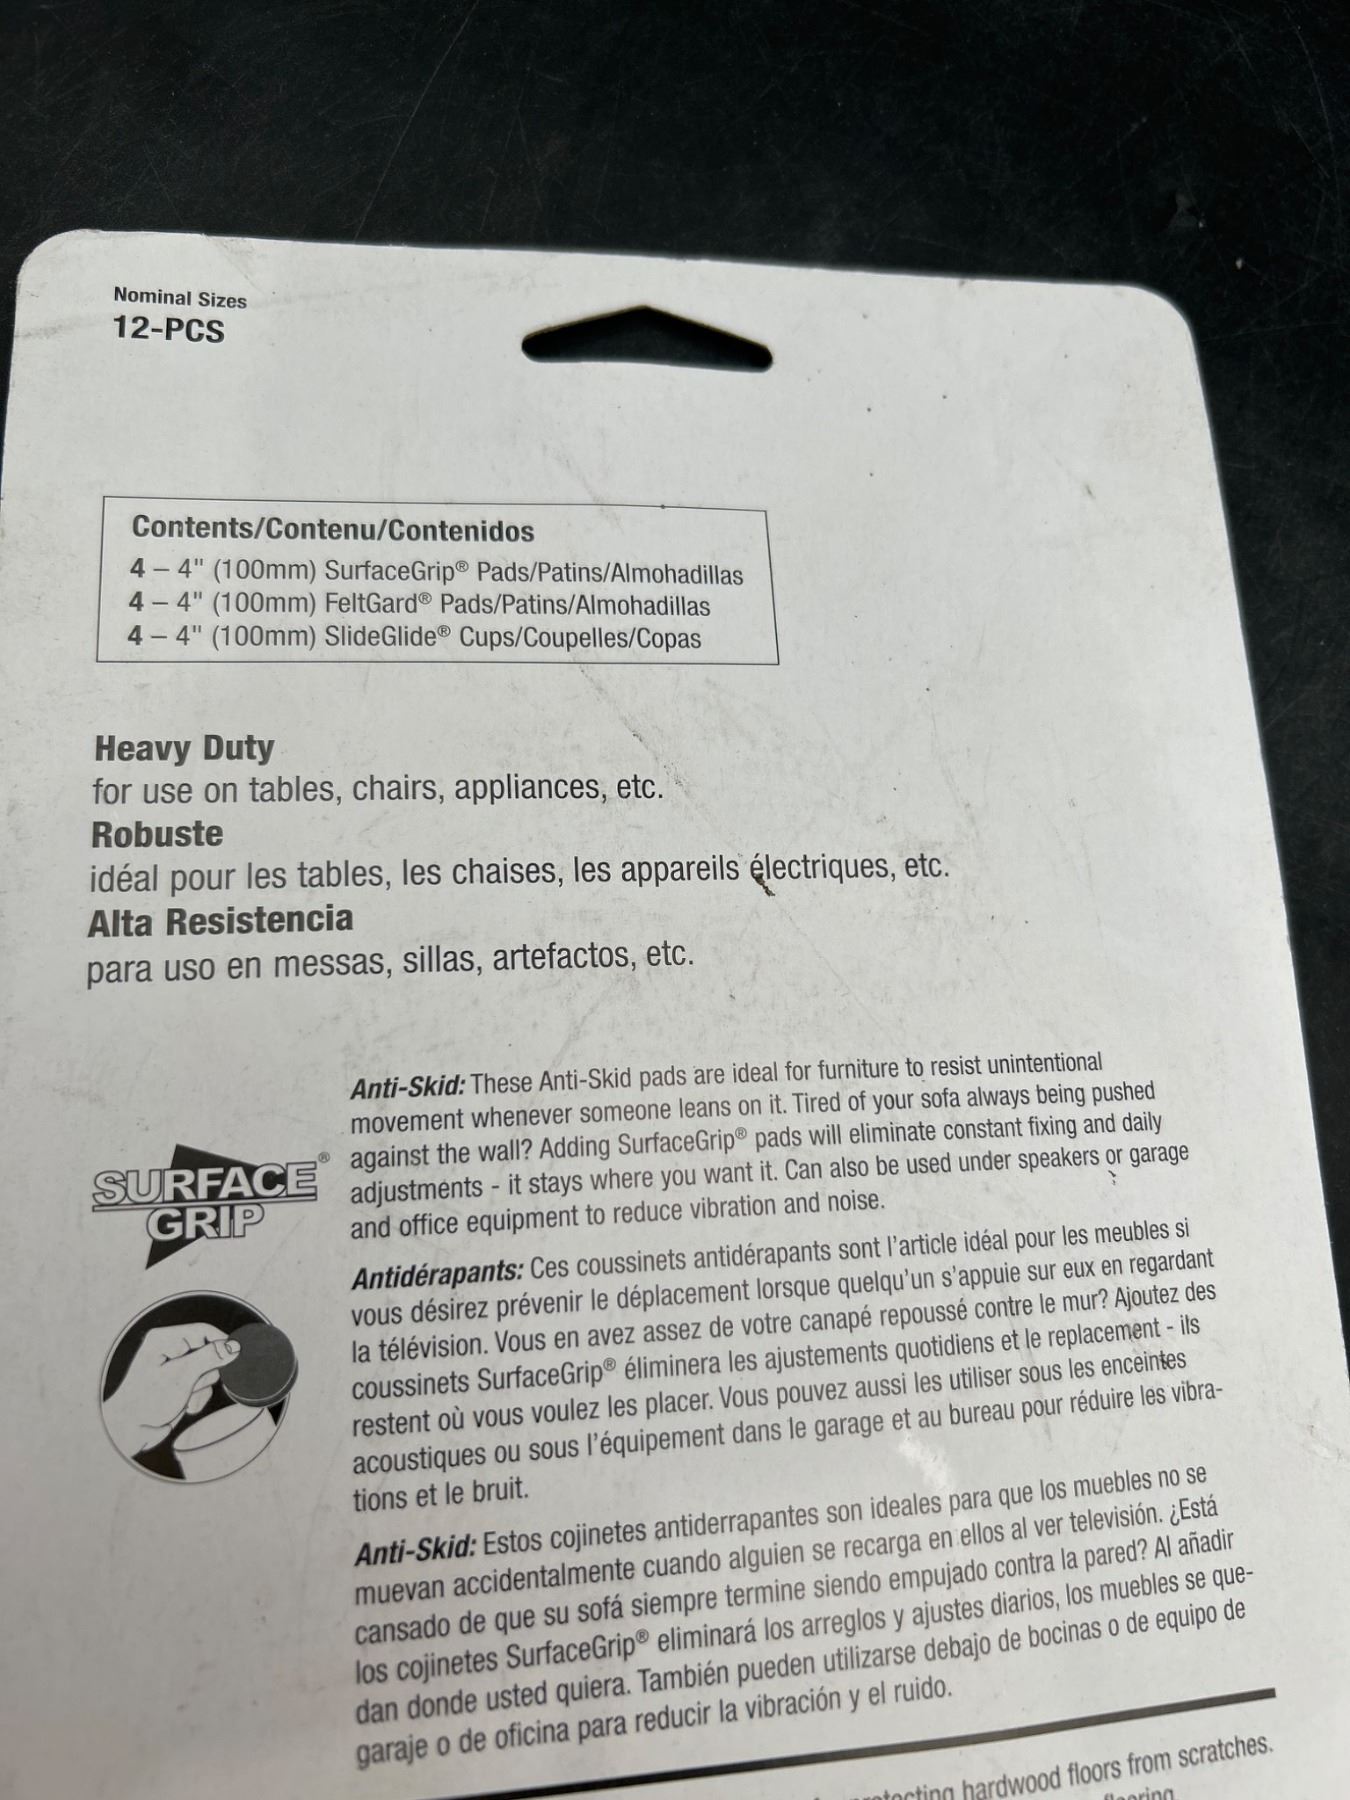 Nominal Sizes
12-PCS
Contents/Contenu/Contenidos
4 – 4" (100mm) SurfaceGrip® Pads/Patins/Almohadillas
4 – 4" (100mm) FeltGard® Pads/Patins/Almohadillas
4 – 4" (100mm) SlideGlide® Cups/Coupelles/Copas
Heavy Duty
for use on tables, chairs, appliances, etc.
Robuste
idéal pour les tables, les chaises, les appareils électriques, etc.
Alta Resistencia
para uso en messas, sillas, artefactos, etc.
SURFACE®
GRIP
Anti-Skid: These Anti-Skid pads are ideal for furniture to resist unintentional
movement whenever someone leans on it. Tired of your sofa always being pushed
against the wall? Adding SurfaceGrip® pads will eliminate constant fixing and daily
adjustments - it stays where you want it. Can also be used under speakers or garage
and office equipment to reduce vibration and noise.
Antidérapants: Ces coussinets antidérapants sont l'article idéal pour les meubles si
vous désirez prévenir le déplacement lorsque quelqu'un s'appuie sur eux en regardant
la télévision. Vous en avez assez de votre canapé repoussé contre le mur? Ajoutez des
coussinets SurfaceGrip® éliminera les ajustements quotidiens et le replacement - ils
restent où vous voulez les placer. Vous pouvez aussi les utiliser sous les enceintes
acoustiques ou sous l'équipement dans le garage et au bureau pour réduire les vibra-
tions et le bruit.
Anti-Skid: Estos cojinetes antiderrapantes son ideales para que los muebles no se
muevan accidentalmente cuando alguien se recarga en ellos al ver televisión. ¿Está
cansado de que su sofá siempre termine siendo empujado contra la pared? Al añadir
los cojinetes SurfaceGrip® eliminará los arreglos y ajustes diarios, los muebles se que-
dan donde usted quiera. También pueden utilizarse debajo de bocinas o de equipo de
garaje o de oficina para reducir la vibración y el ruido.
hardwood floors from scratches.